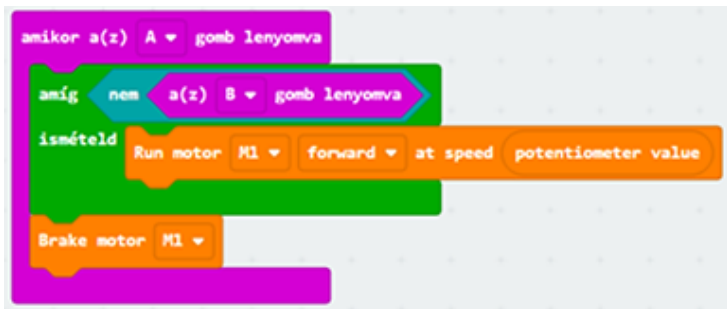 amikor a(z) A gomb lenyomva
amíg nem a(z) B gomb lenyomva
ismételd
Run motor M1 forward at speed potentiometer value
Brake motor M1